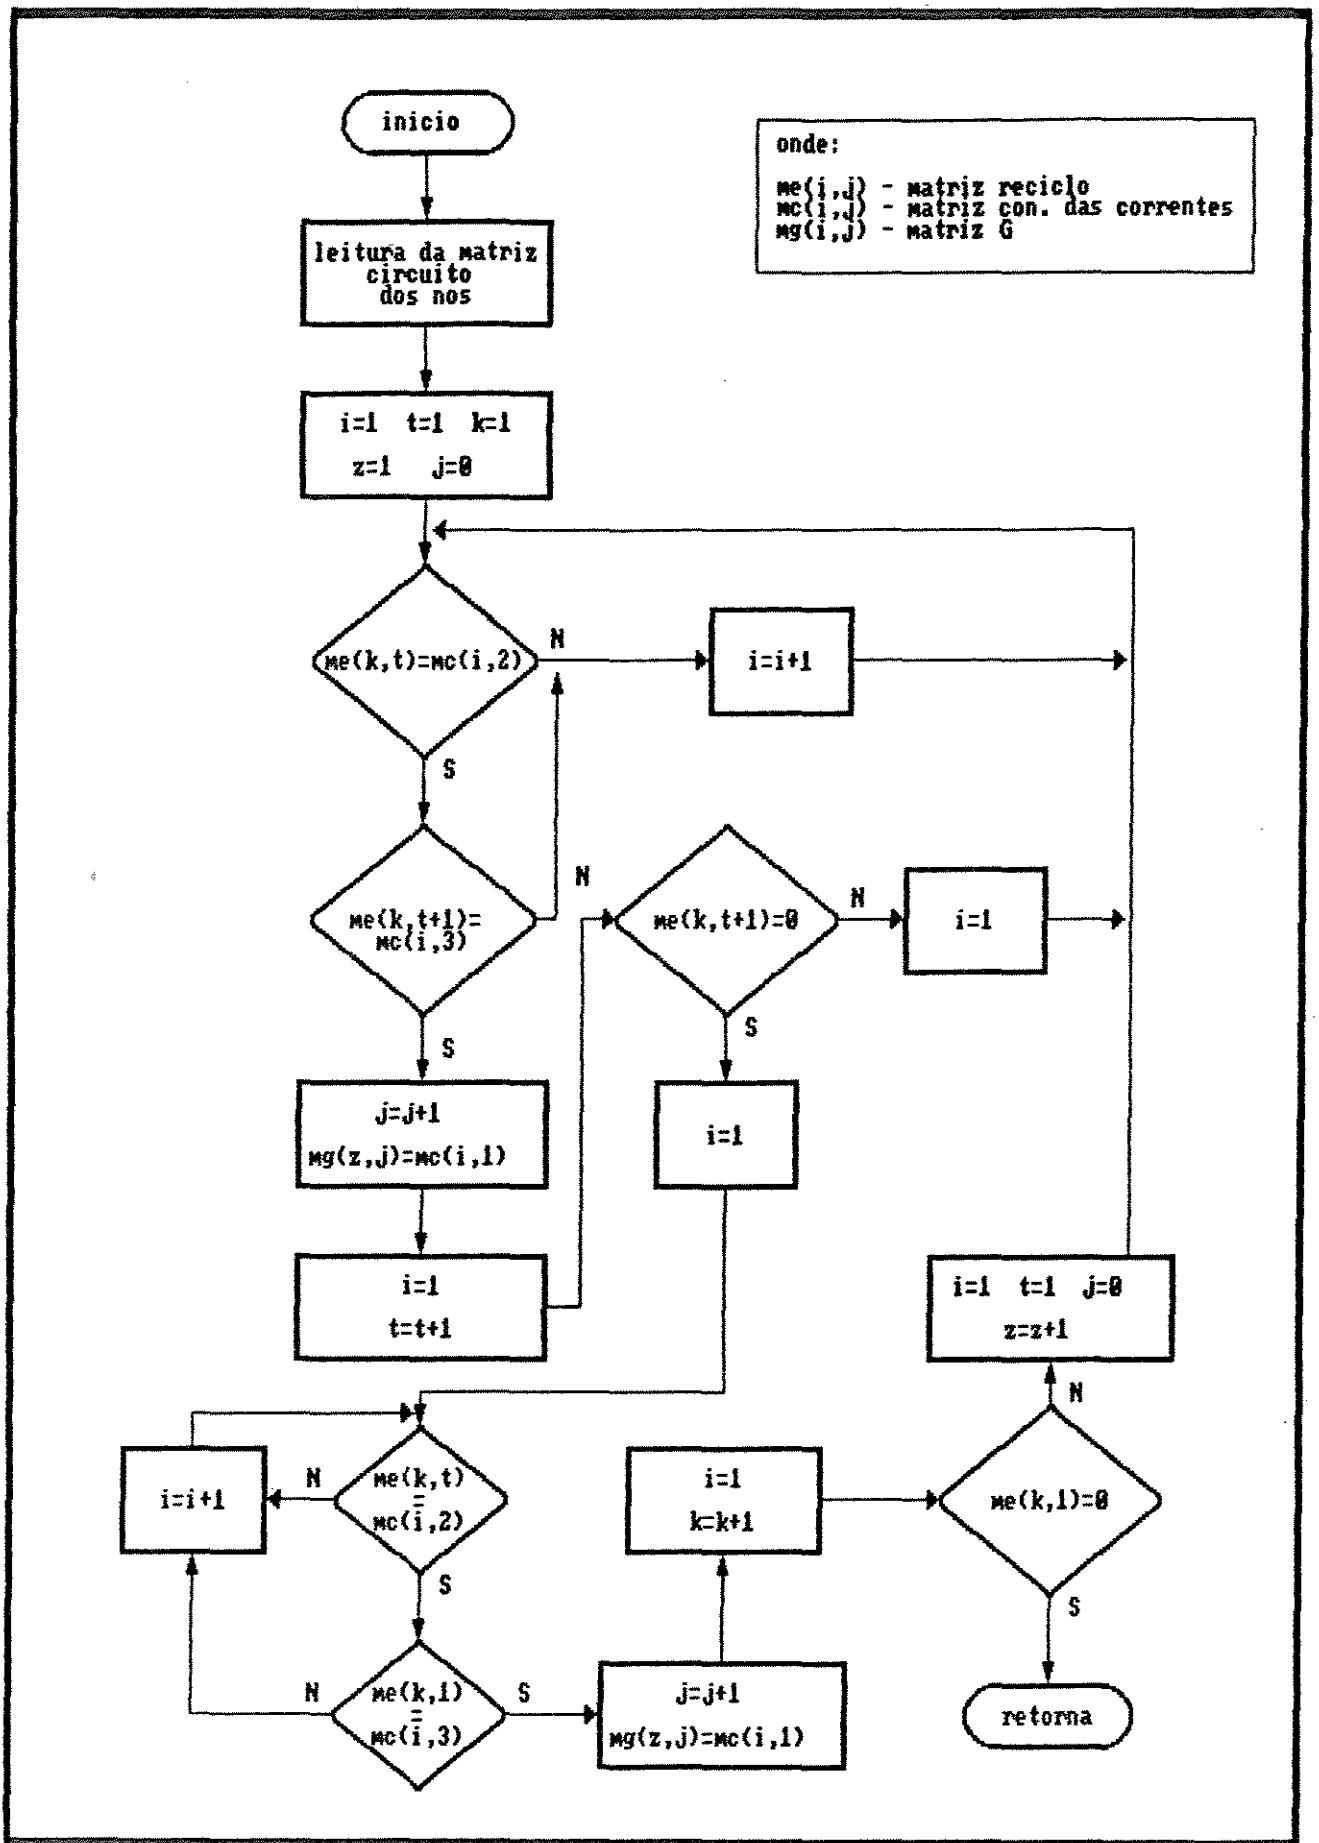 inicio
onde:
me(i,j) - matriz reciclo
mc(i,j) - matriz con. das correntes
mg(i,j) - matriz G
leitura da matriz
circuito
dos nos
i=1 t=1 k=1
z=1 j=0
me(k,t)=mc(i,2)
N
i=i+1
S
me(k,t+1)=
mc(i,3)
N
me(k,t+1)=0
N
i=1
S
S
j=j+1
mg(z,j)=mc(i,1)
i=1
i=1
t=t+1
i=1 t=1 j=0
z=z+1
N
i=i+1
N
me(k,t)
=
mc(i,2)
i=1
k=k+1
me(k,1)=0
S
S
N
me(k,1)
=
mc(i,3)
S
j=j+1
mg(z,j)=mc(i,1)
retorna